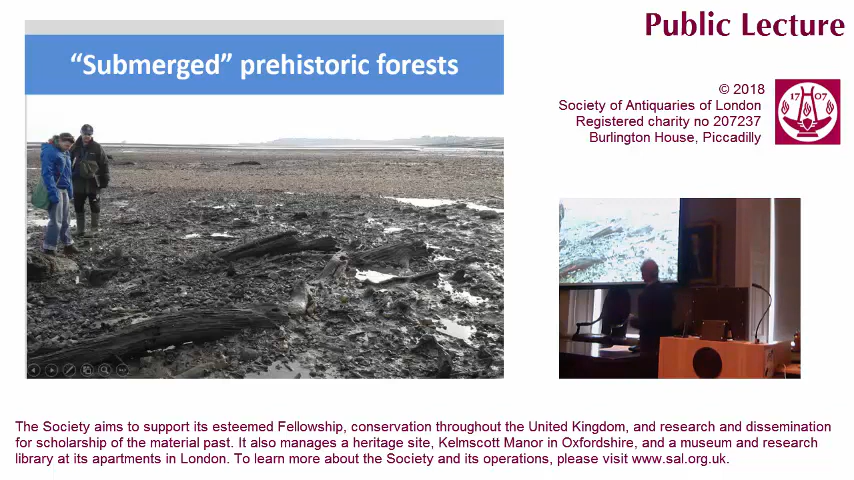 Public Lecture
"Submerged" prehistoric forests
© 2018
Society of Antiquaries of London
Registered charity no 207237
Burlington House, Piccadilly
1707
The Society aims to support its esteemed Fellowship, conservation throughout the United Kingdom, and research and dissemination
for scholarship of the material past. It also manages a heritage site, Kelmscott Manor in Oxfordshire, and a museum and research
library at its apartments in London. To learn more about the Society and its operations, please visit www.sal.org.uk.